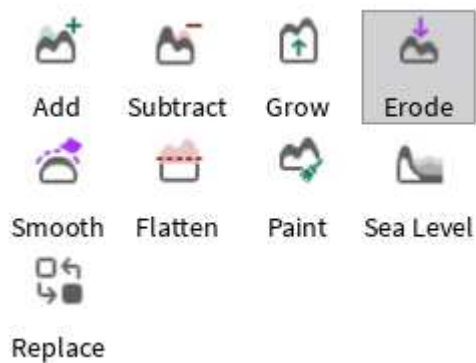 Add Subtract Grow Erode
Smooth Flatten Paint Sea Level
Replace